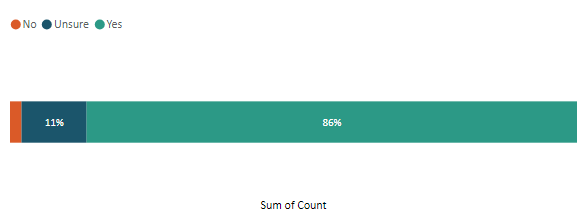 No Unsure Yes
11% 86%
Sum of Count